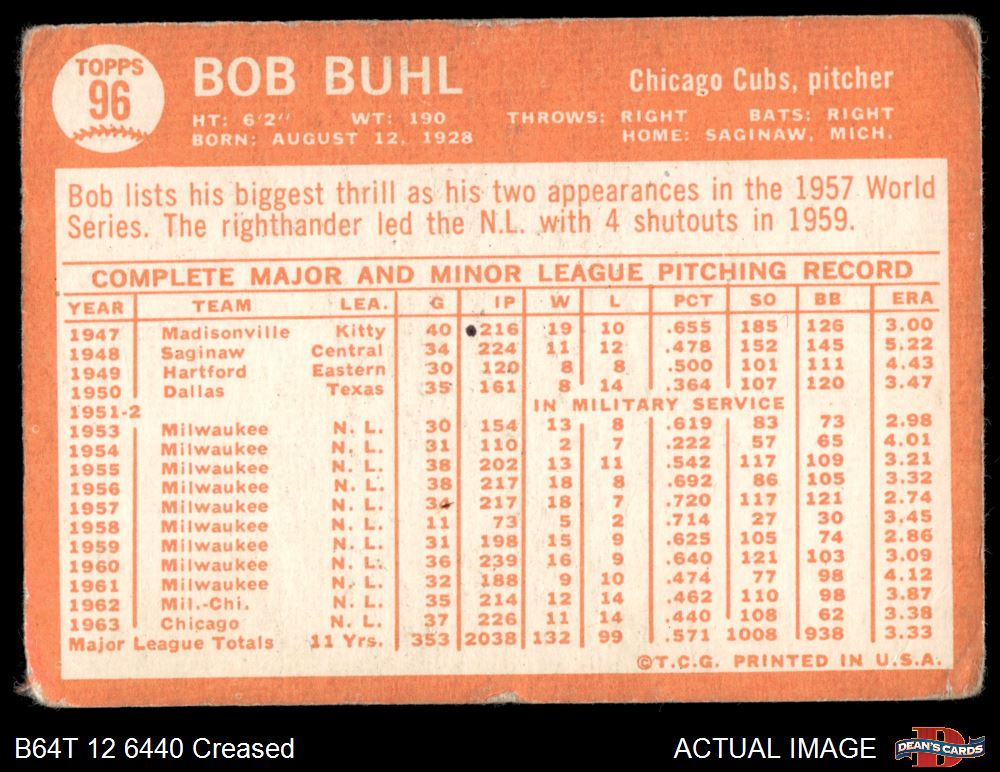 TOPPS
96
BOB BUHL
Chicago Cubs, pitcher
HT: 6'2" WT: 190 THROWS: RIGHT BATS: RIGHT
BORN: AUGUST 12, 1928 HOME: SAGINAW, MICH.
Bob lists his biggest thrill as his two appearances in the 1957 World
Series. The righthander led the N.L. with 4 shutouts in 1959.
COMPLETE MAJOR AND MINOR LEAGUE PITCHING RECORD
YEAR TEAM LEA. G IP W L PCT SO BB ERA
1947 Madisonville Kitty 40 216 19 10 .655 185 126 3.00
1948 Saginaw Central 34 224 11 12 .478 152 145 5.22
1949 Hartford Eastern 30 120 8 8 .500 101 111 4.43
1950 Dallas Texas 35 161 8 14 .364 107 120 3.47
1951-2 IN MILITARY SERVICE
1953 Milwaukee N. L. 30 154 13 8 .619 83 73 2.98
1954 Milwaukee N. L. 31 110 2 7 .222 57 65 4.01
1955 Milwaukee N. L. 38 202 13 11 .542 117 109 3.21
1956 Milwaukee N. L. 38 217 18 8 .692 86 105 3.32
1957 Milwaukee N. L. 34 217 18 7 .720 117 121 2.74
1958 Milwaukee N. L. 11 73 5 2 .714 27 30 3.45
1959 Milwaukee N. L. 31 198 15 9 .625 105 74 2.86
1960 Milwaukee N. L. 36 239 16 9 .640 121 103 3.09
1961 Milwaukee N. L. 32 188 9 10 .474 77 98 4.12
1962 Mil.-Chi. N. L. 35 214 12 14 .462 110 98 3.87
1963 Chicago N. L. 37 226 11 14 .440 108 62 3.38
Major League Totals 11 Yrs. 353 2038 132 99 .571 1008 938 3.33
©T.C.G. PRINTED IN U.S.A.
B64T 12 6440 Creased
ACTUAL IMAGE
DEAN'S CARDS